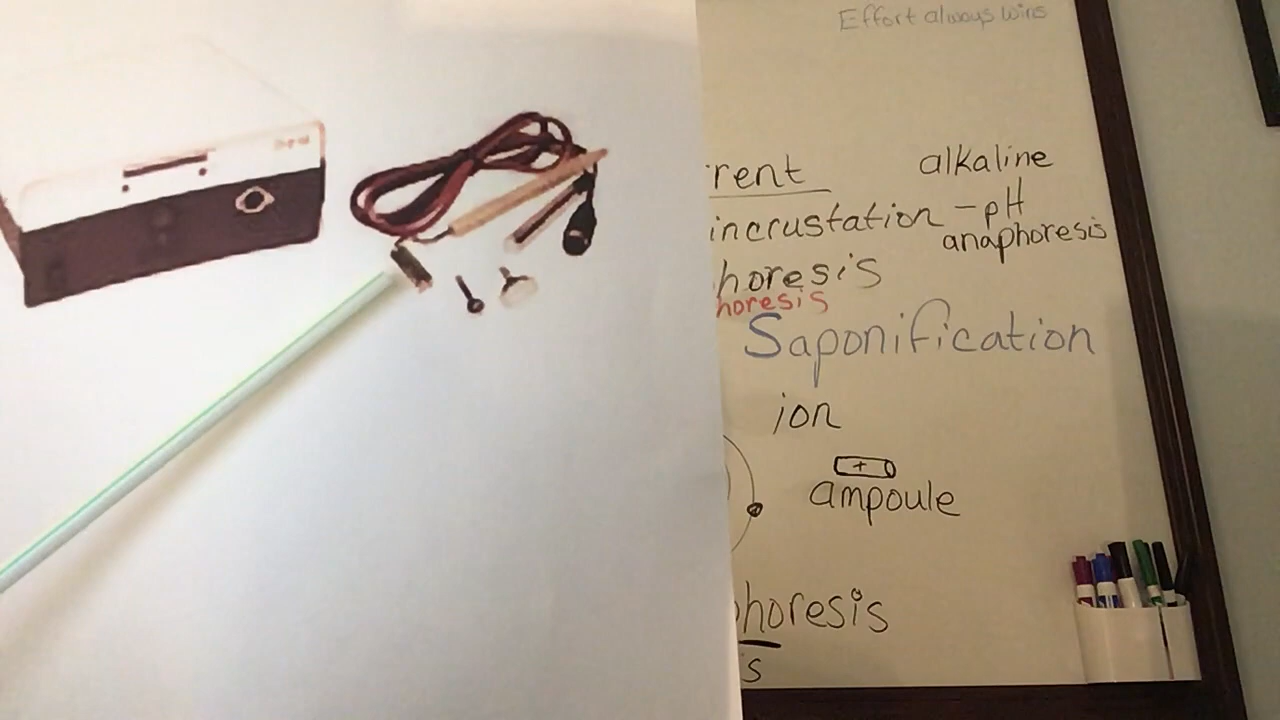 Effort always wins
rent
alkaline
incrustation - pH
anaphoresis
horesis
horesis
Saponification
ion
+
ampoule
horesis
s